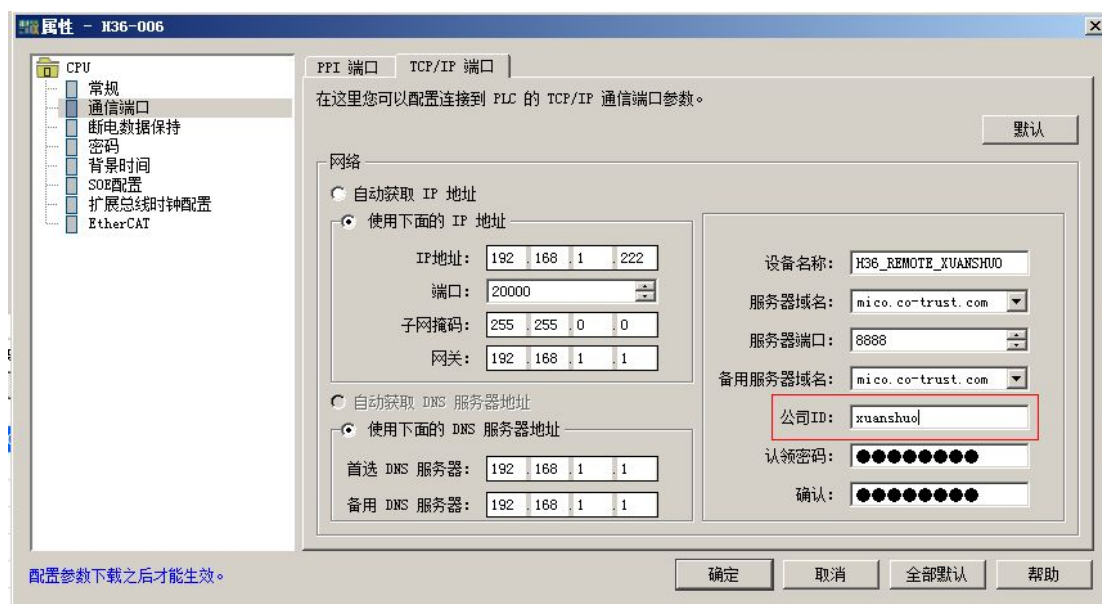 属性 - H36-006
CPU
常规
通信端口
断电数据保持
密码
背景时间
SOE配置
扩展总线时钟配置
EtherCAT
PPI 端口
TCP/IP 端口
在这里您可以配置连接到 PLC 的 TCP/IP 通信端口参数。
默认
网络
自动获取 IP 地址
使用下面的 IP 地址
IP地址: 192 . 168 . 1 . 222
端口: 20000
子网掩码: 255 . 255 . 0 . 0
网关: 192 . 168 . 1 . 1
自动获取 DNS 服务器地址
使用下面的 DNS 服务器地址
首选 DNS 服务器: 192 . 168 . 1 . 1
备用 DNS 服务器: 192 . 168 . 1 . 1
设备名称: H36_REMOTE_XUANSHUO
服务器域名: mico.co-trust.com
服务器端口: 8888
备用服务器域名: mico.co-trust.com
公司ID: xuanshuo
认领密码: ●●●●●●●●
确认: ●●●●●●●●
配置参数下载之后才能生效。
确定
取消
全部默认
帮助